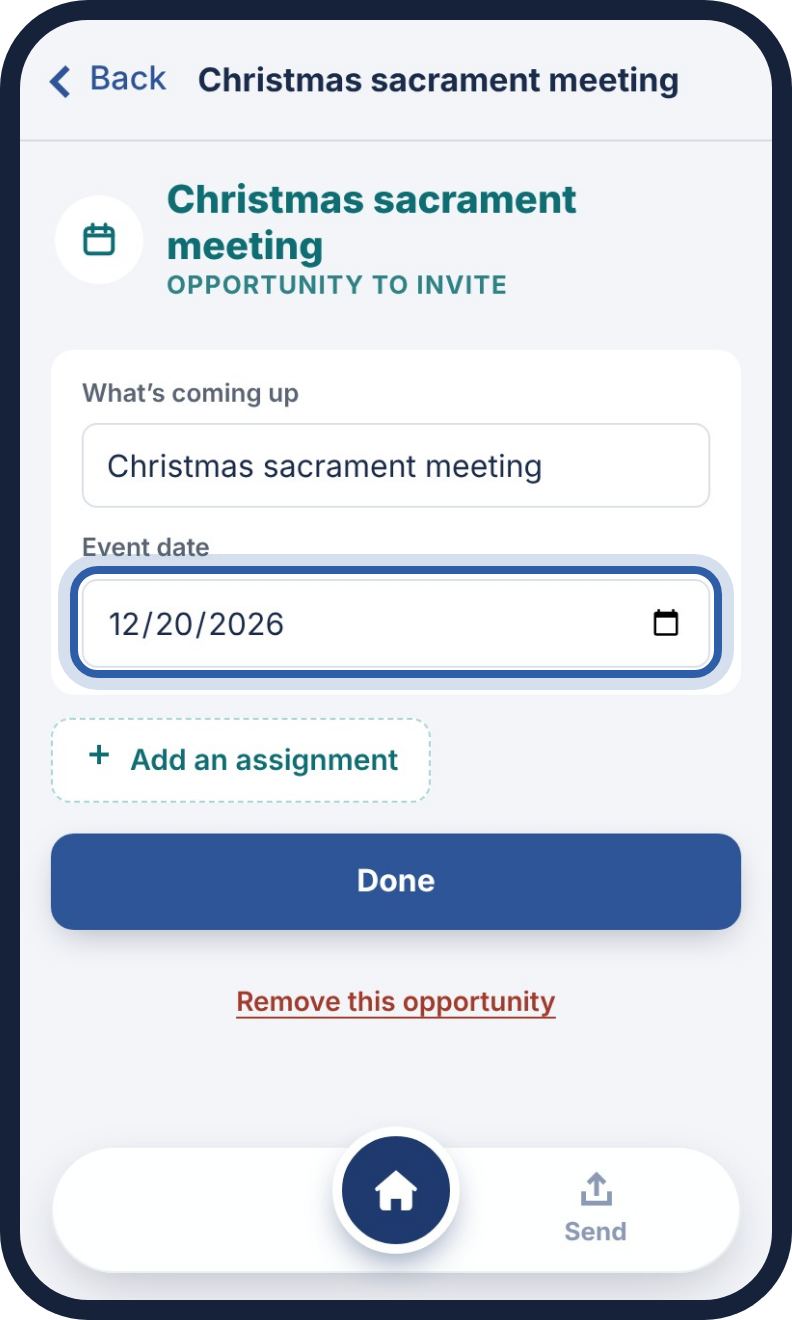 Back Christmas sacrament meeting
Christmas sacrament
meeting
OPPORTUNITY TO INVITE
What’s coming up
Christmas sacrament meeting
Event date
12/20/2026
+ Add an assignment
Done
Remove this opportunity
Send